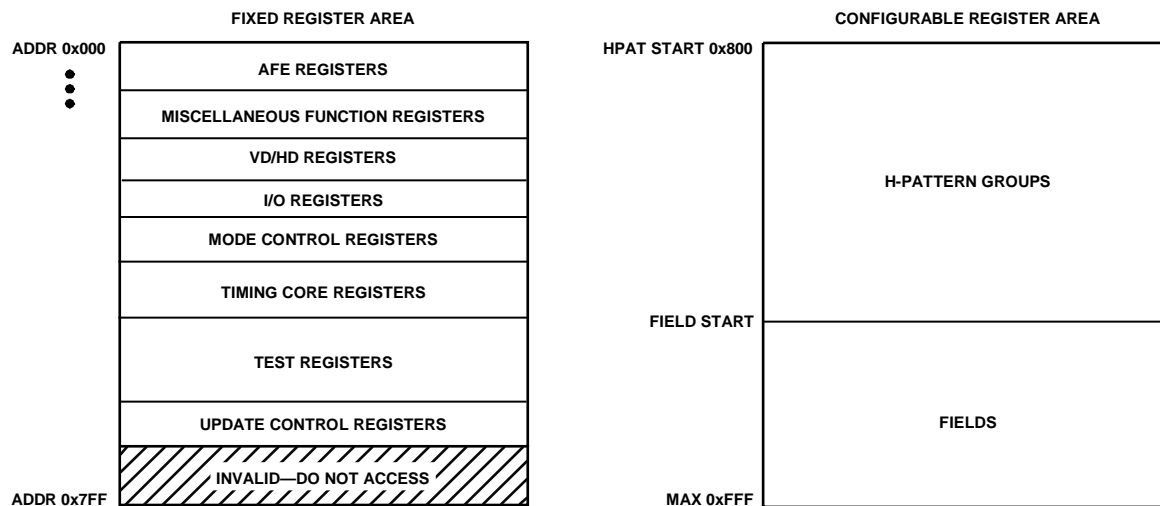 FIXED REGISTER AREA
ADDR 0x000
AFE REGISTERS
MISCELLANEOUS FUNCTION REGISTERS
VD/HD REGISTERS
I/O REGISTERS
MODE CONTROL REGISTERS
TIMING CORE REGISTERS
TEST REGISTERS
UPDATE CONTROL REGISTERS
INVALID—DO NOT ACCESS
ADDR 0x7FF
CONFIGURABLE REGISTER AREA
HPAT START 0x800
H-PATTERN GROUPS
FIELD START
FIELDS
MAX 0xFFF